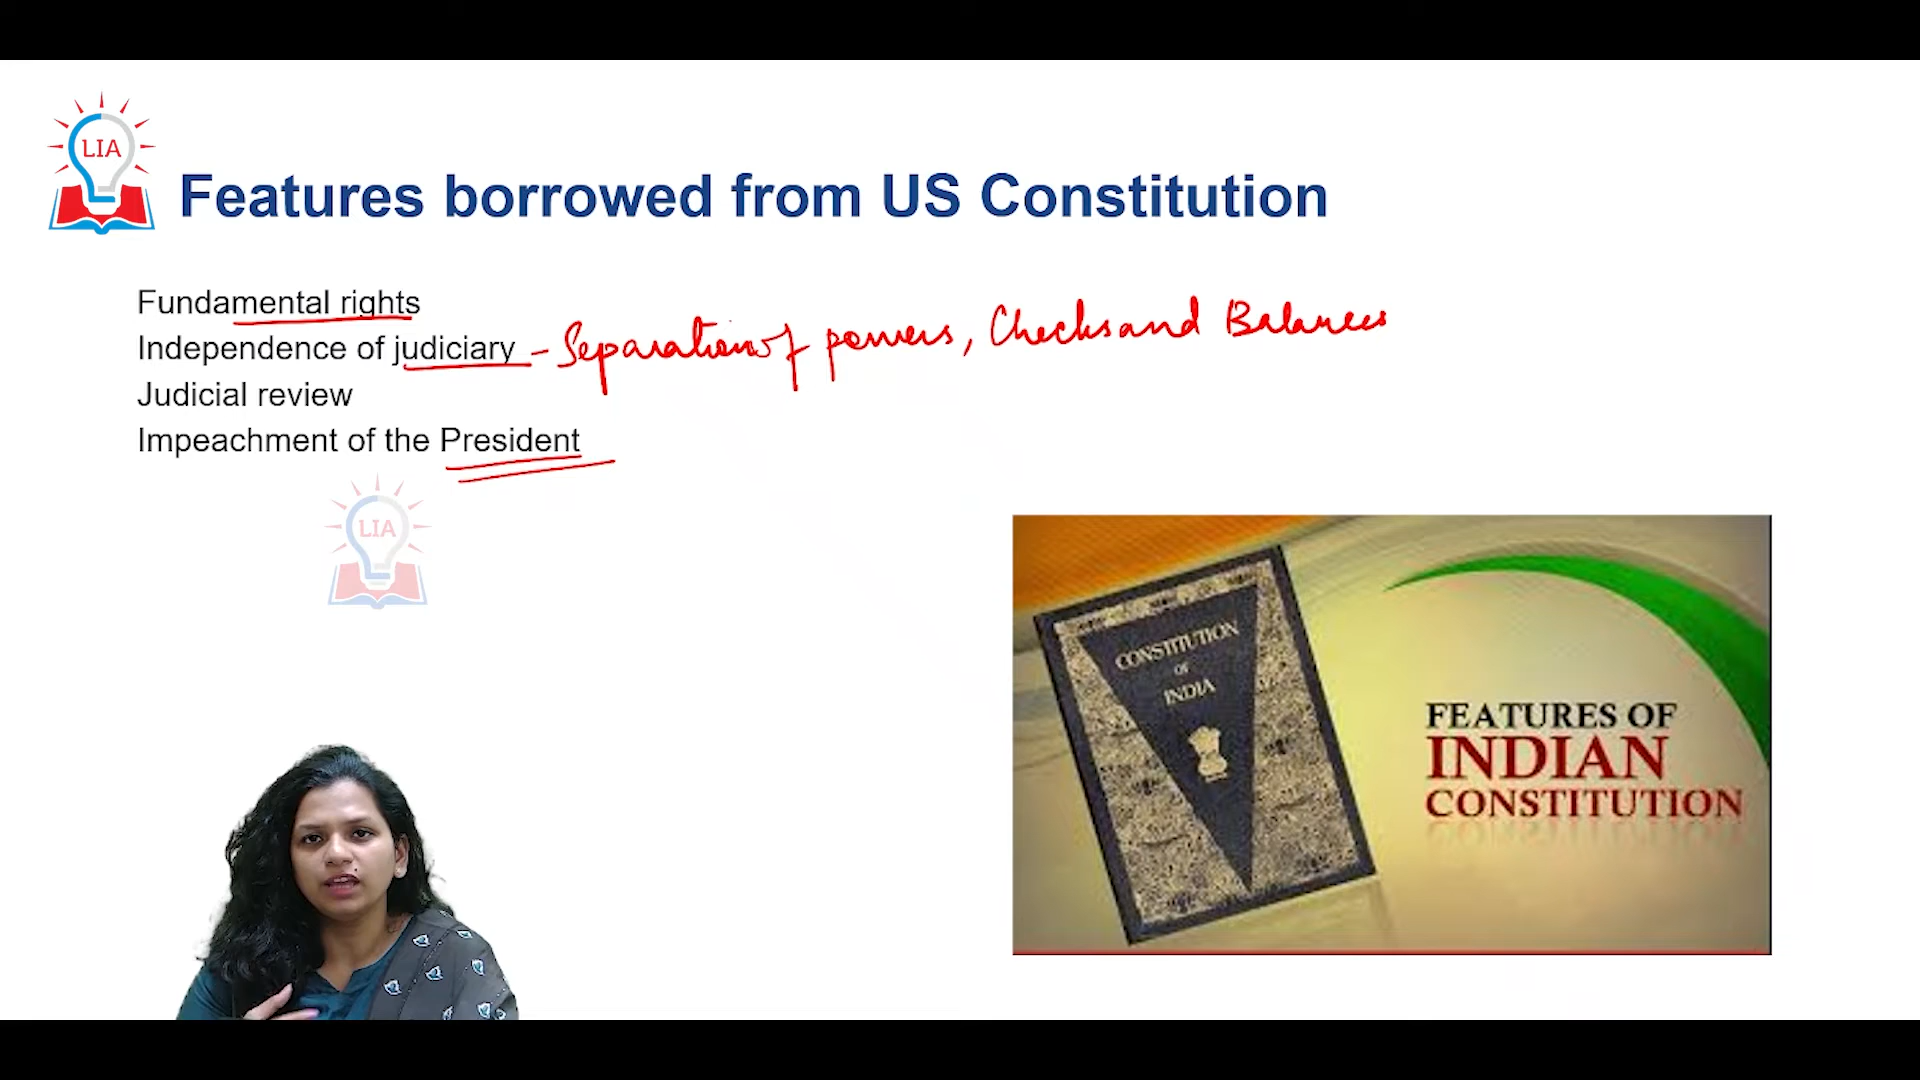 LIA
Features borrowed from US Constitution
Fundamental rights
Independence of judiciary - Separation of powers, Checks and Balances
Judicial review
Impeachment of the President
LIA
CONSTITUTION
OF
INDIA
FEATURES OF
INDIAN
CONSTITUTION